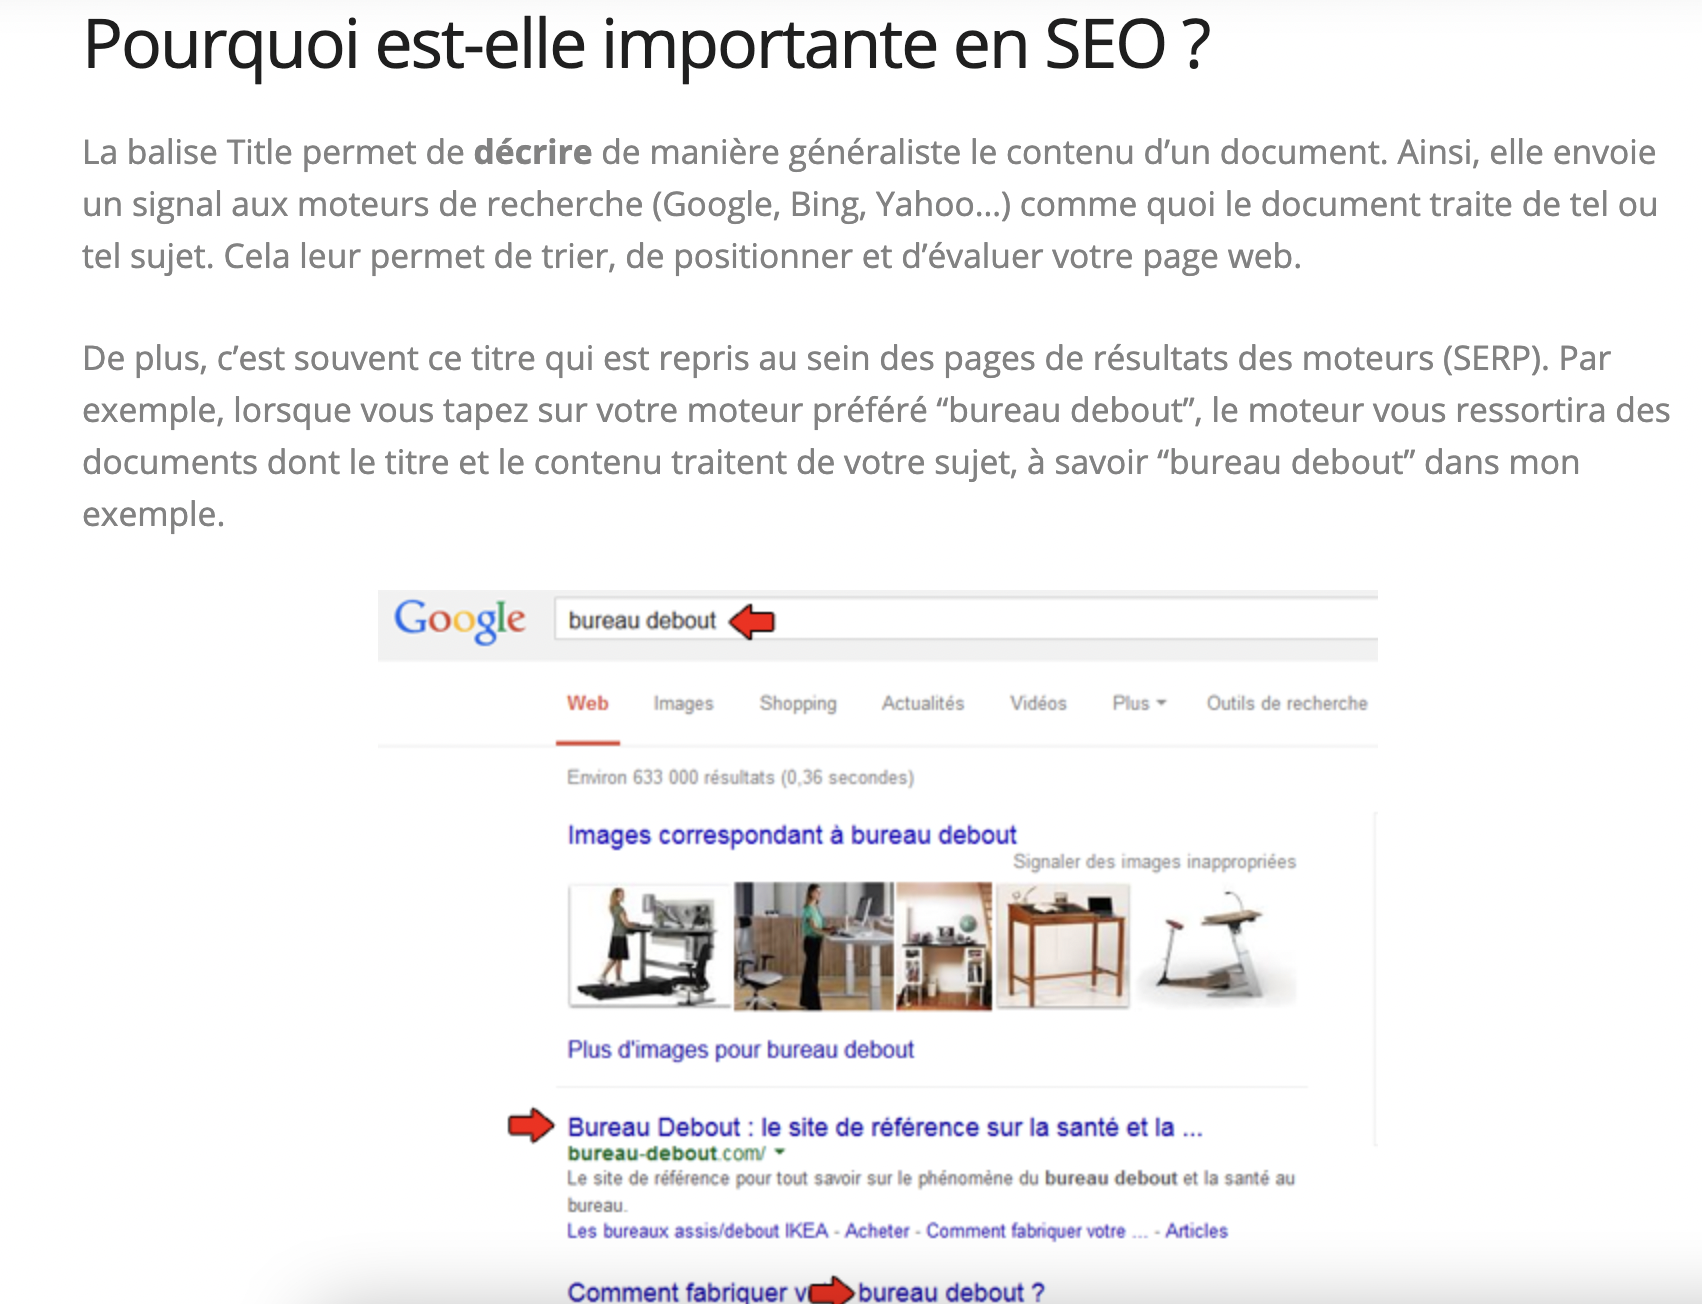 Pourquoi est-elle importante en SEO ?
La balise Title permet de décrire de manière généraliste le contenu d’un document. Ainsi, elle envoie
un signal aux moteurs de recherche (Google, Bing, Yahoo…) comme quoi le document traite de tel ou
tel sujet. Cela leur permet de trier, de positionner et d’évaluer votre page web.
De plus, c’est souvent ce titre qui est repris au sein des pages de résultats des moteurs (SERP). Par
exemple, lorsque vous tapez sur votre moteur préféré “bureau debout”, le moteur vous ressortira des
documents dont le titre et le contenu traitent de votre sujet, à savoir “bureau debout” dans mon
exemple.
Google bureau debout
Web Images Shopping Actualités Vidéos Plus Outils de recherche
Environ 633 000 résultats (0,36 secondes)
Images correspondant à bureau debout
Signaler des images inappropriées
Plus d'images pour bureau debout
Bureau Debout : le site de référence sur la santé et la ...
bureau-debout.com/
Le site de référence pour tout savoir sur le phénomène du bureau debout et la santé au
bureau.
Les bureaux assis/debout IKEA - Acheter - Comment fabriquer votre ... - Articles
Comment fabriquer bureau debout ?